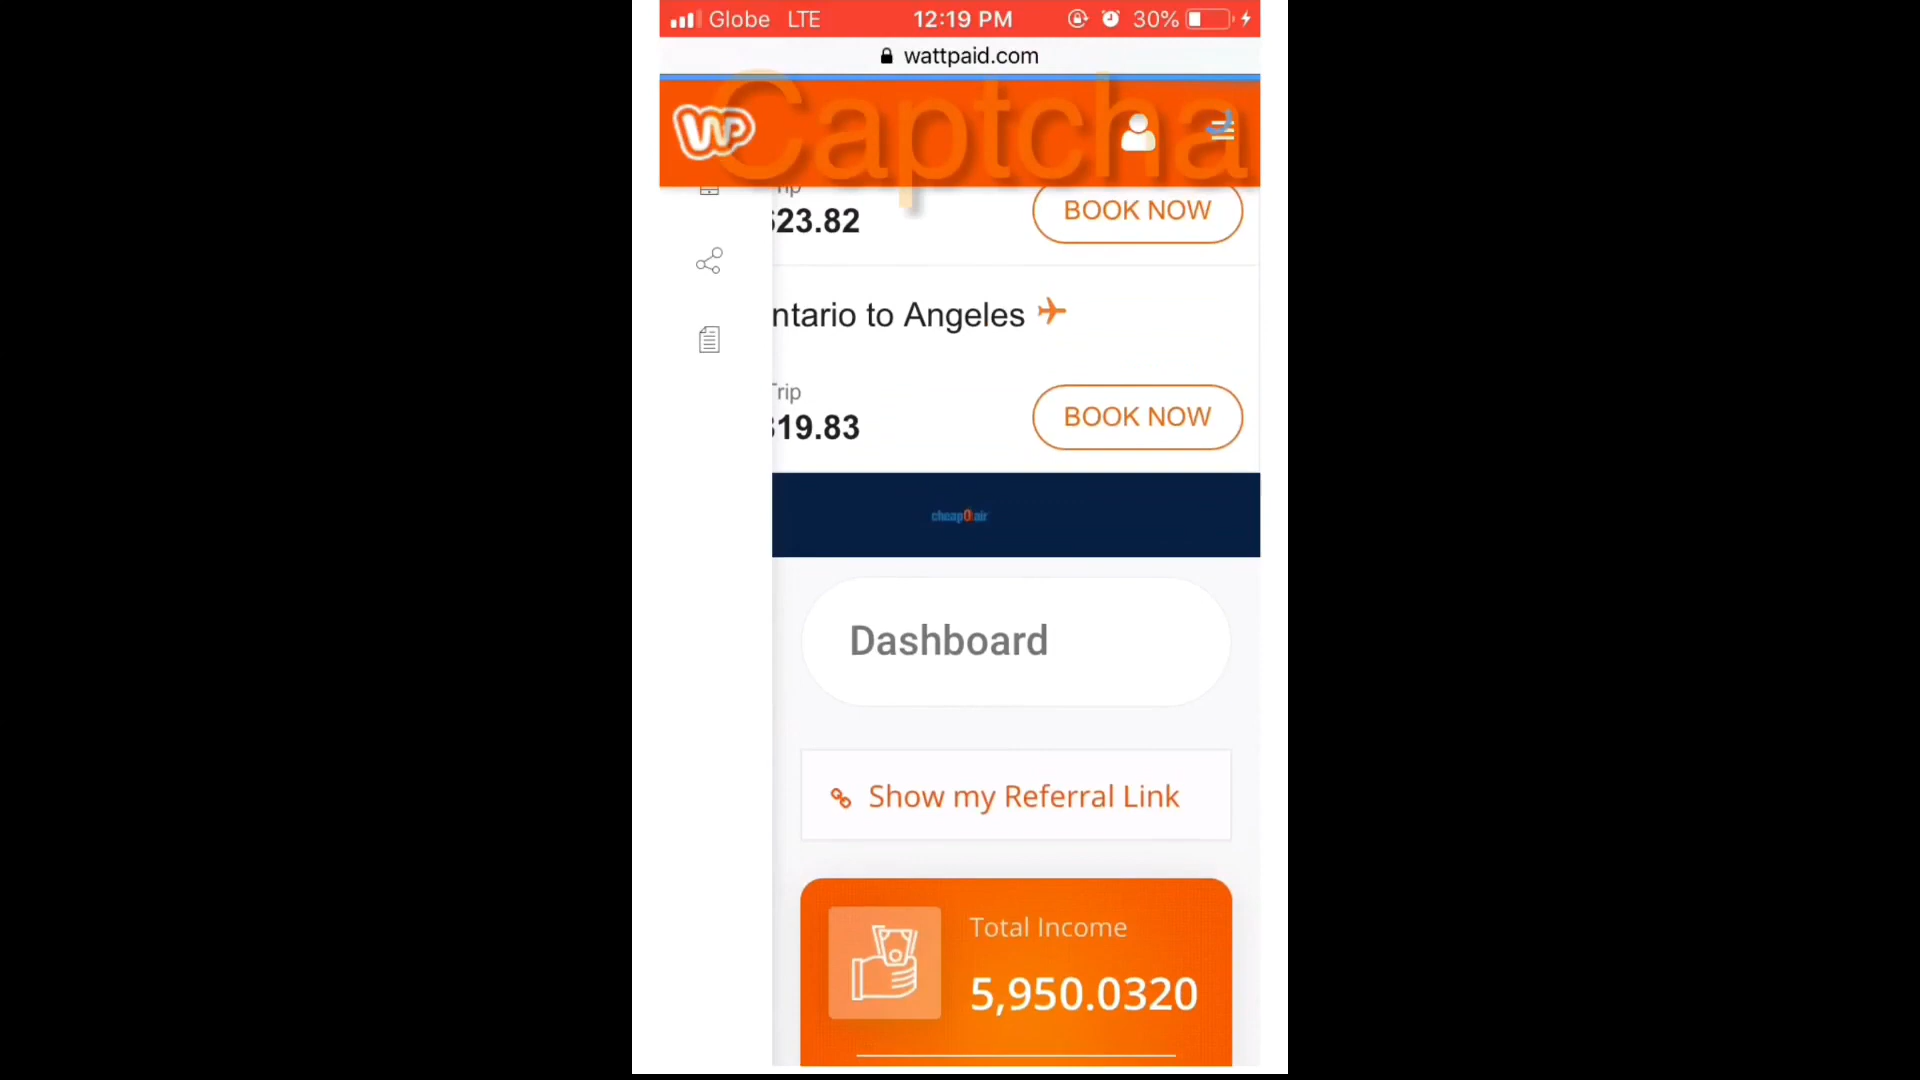 Globe LTE 12:19 PM 30%
wattpaid.com
WP
Captcha
23.82
BOOK NOW
ntario to Angeles
Trip
19.83
BOOK NOW
cheapOair
Dashboard
Show my Referral Link
Total Income
5,950.0320